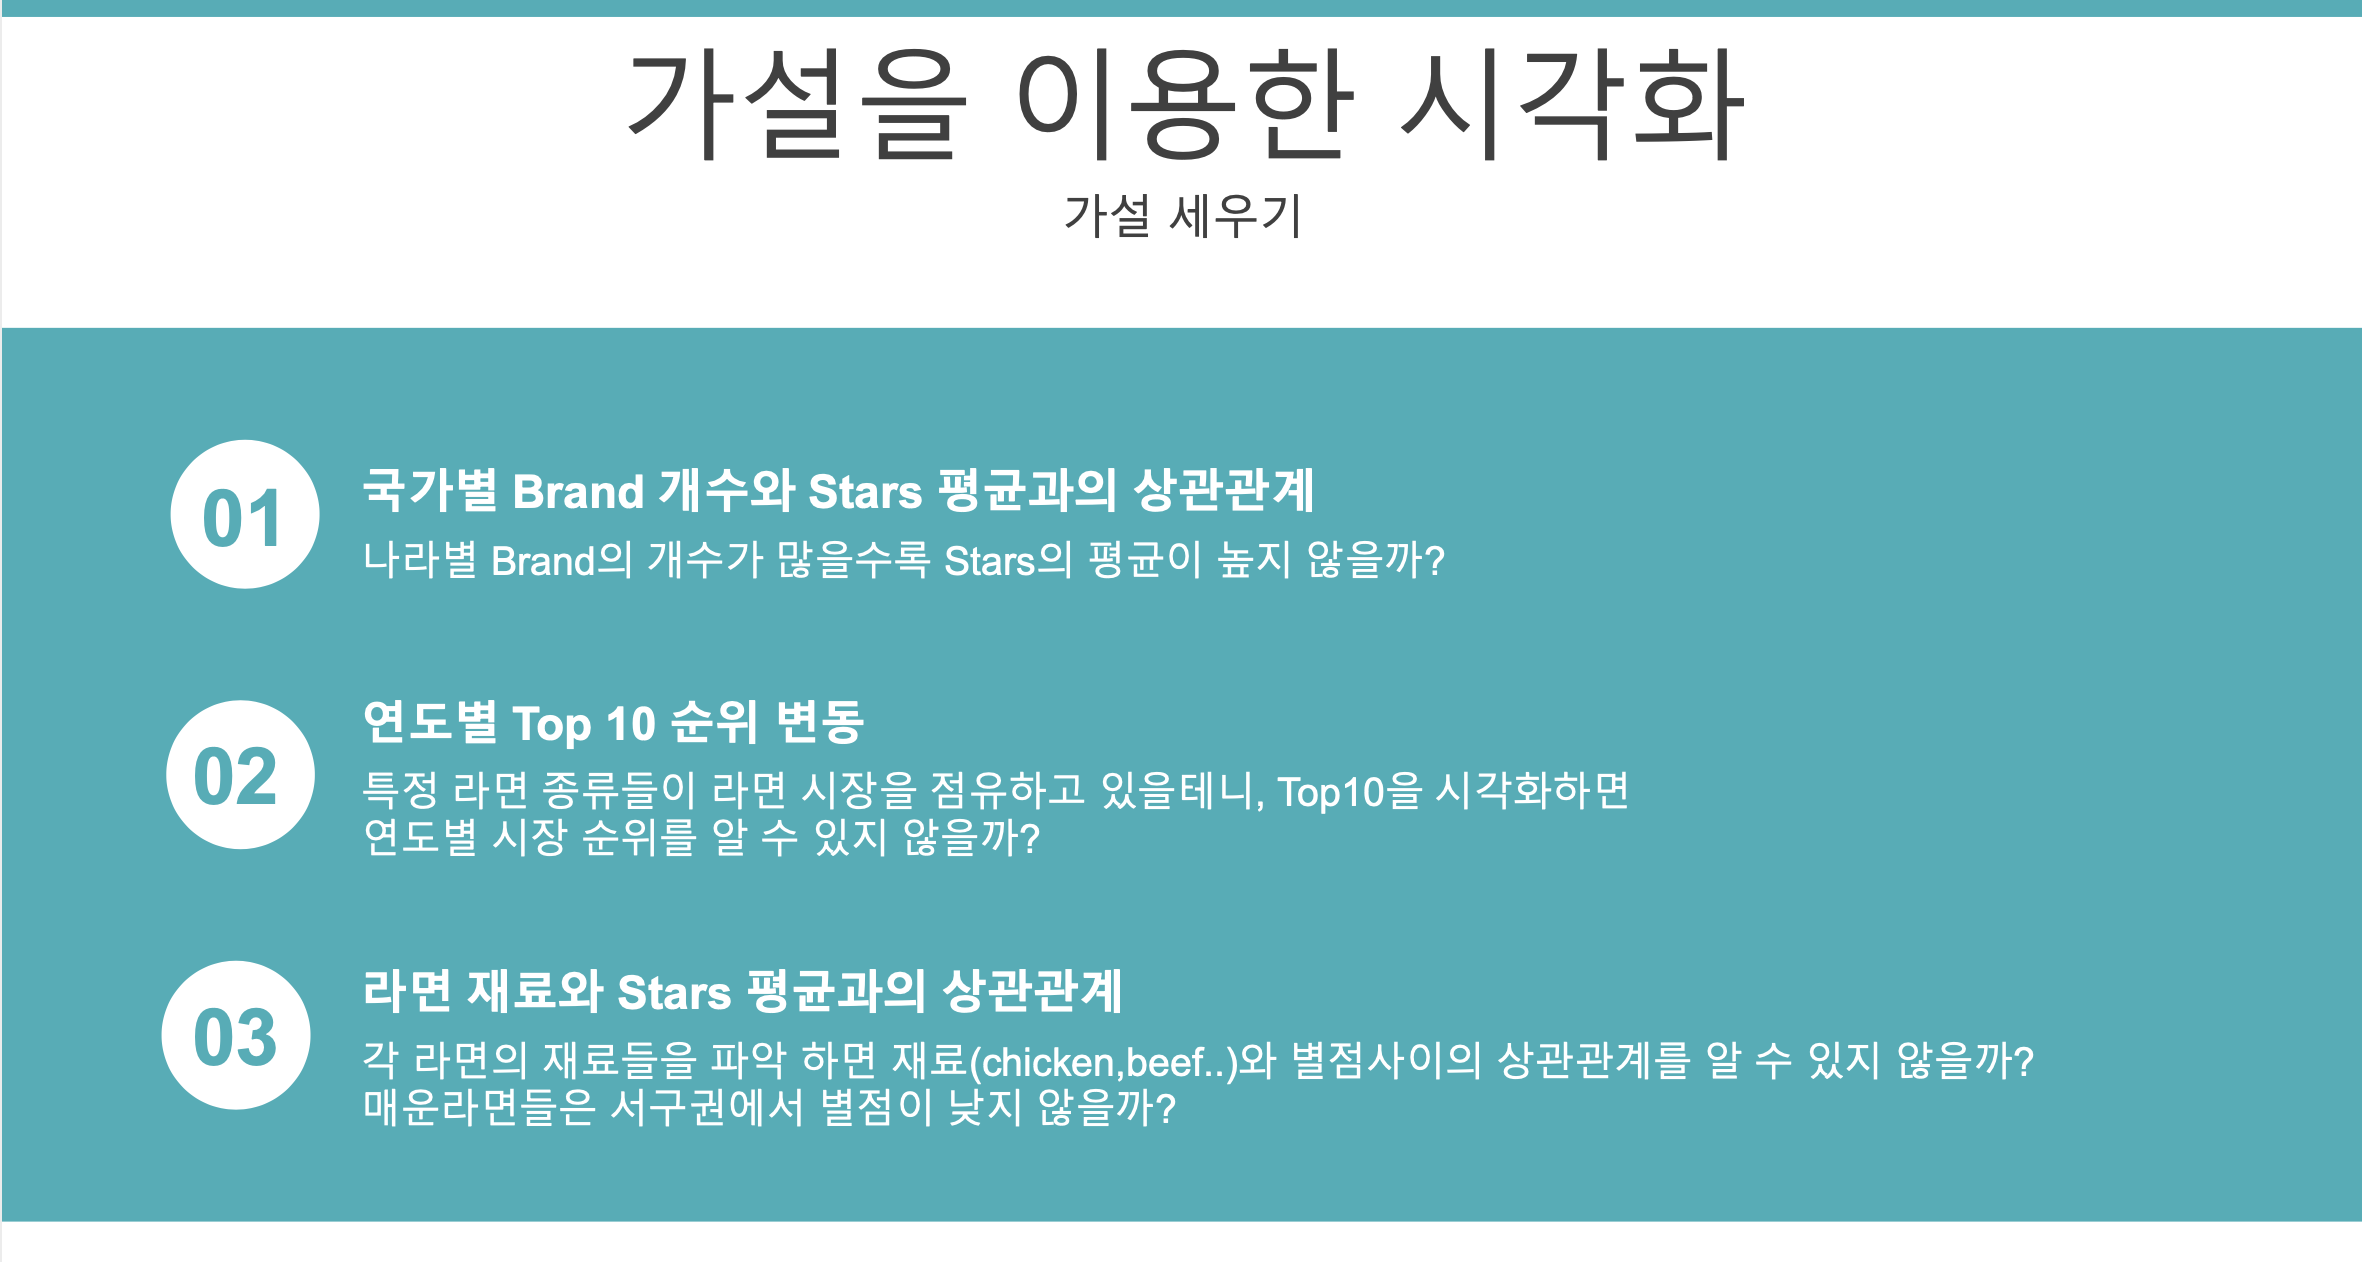 가설을 이용한 시각화
가설 세우기
01
국가별 Brand 개수와 Stars 평균과의 상관관계
나라별 Brand의 개수가 많을수록 Stars의 평균이 높지 않을까?
02
연도별 Top 10 순위 변동
특정 라면 종류들이 라면 시장을 점유하고 있을테니, Top10을 시각화하면
연도별 시장 순위를 알 수 있지 않을까?
03
라면 재료와 Stars 평균과의 상관관계
각 라면의 재료들을 파악 하면 재료(chicken,beef..)와 별점사이의 상관관계를 알 수 있지 않을까?
매운라면들은 서구권에서 별점이 낮지 않을까?